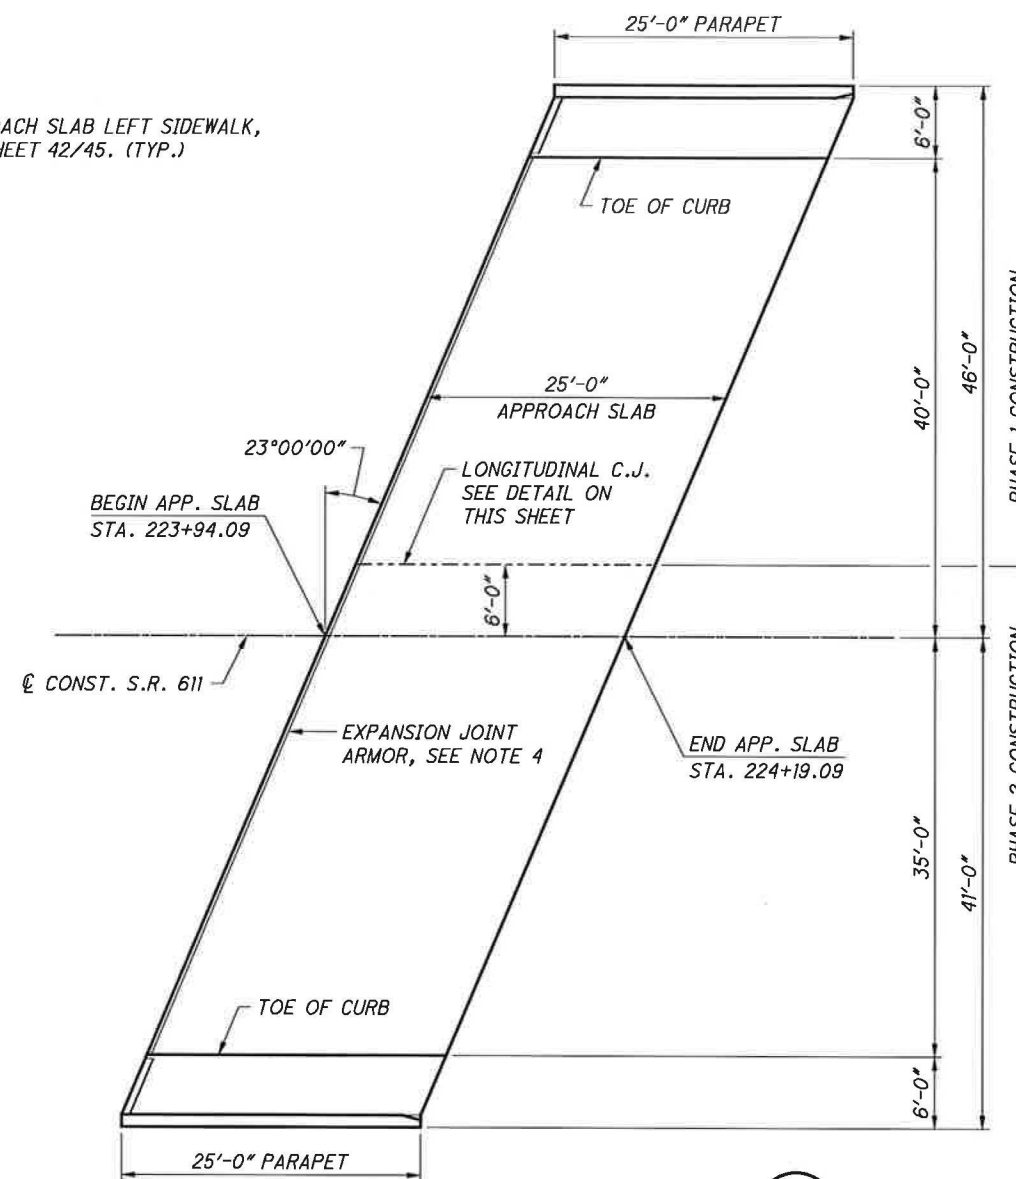 25'-0" PARAPET
ACH SLAB LEFT SIDEWALK,
HEET 42/45. (TYP.)
6'-0"
TOE OF CURB
40'-0"
46'-0"
PHASE 1 CONSTRUCTION
25'-0"
APPROACH SLAB
23°00'00"
LONGITUDINAL C.J.
SEE DETAIL ON
THIS SHEET
BEGIN APP. SLAB
STA. 223+94.09
6'-0"
℄ CONST. S.R. 611
EXPANSION JOINT
ARMOR, SEE NOTE 4
END APP. SLAB
STA. 224+19.09
PHASE 2 CONSTRUCTION
35'-0"
41'-0"
TOE OF CURB
6'-0"
25'-0" PARAPET